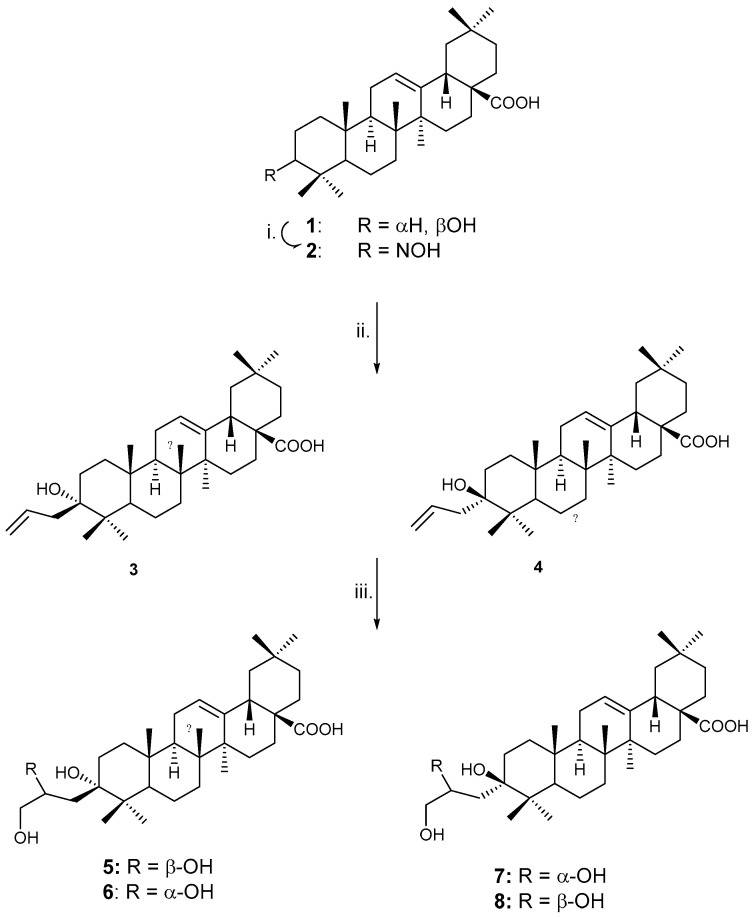 COOH
H
H
R
1: R = αH, βOH
i.
2: R = NOH
ii.
COOH
H
?
HO
H
3
COOH
H
HO
H
?
4
iii.
COOH
H
?
R
HO
H
OH
5: R = β-OH
6: R = α-OH
COOH
H
R
HO
H
OH
7: R = α-OH
8: R = β-OH